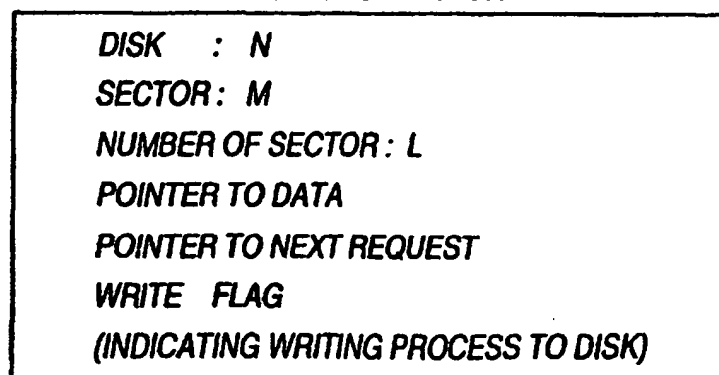 DISK : N
SECTOR : M
NUMBER OF SECTOR : L
POINTER TO DATA
POINTER TO NEXT REQUEST
WRITE FLAG
(INDICATING WRITING PROCESS TO DISK)